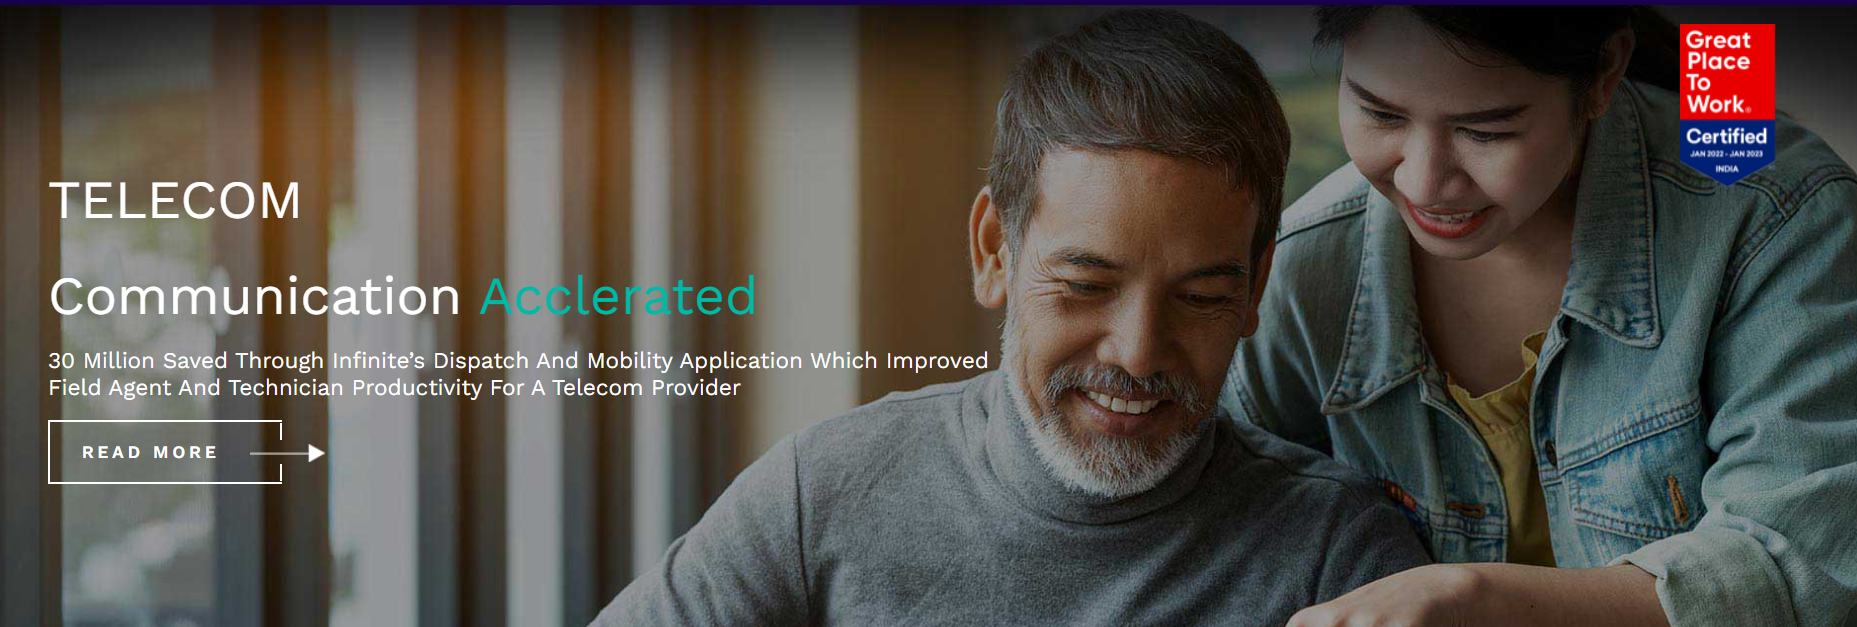 Great
Place
To
Work®
Certified
JAN 2022 - JAN 2023
INDIA
TELECOM
Communication Acclerated
30 Million Saved Through Infinite’s Dispatch And Mobility Application Which Improved
Field Agent And Technician Productivity For A Telecom Provider
READ MORE